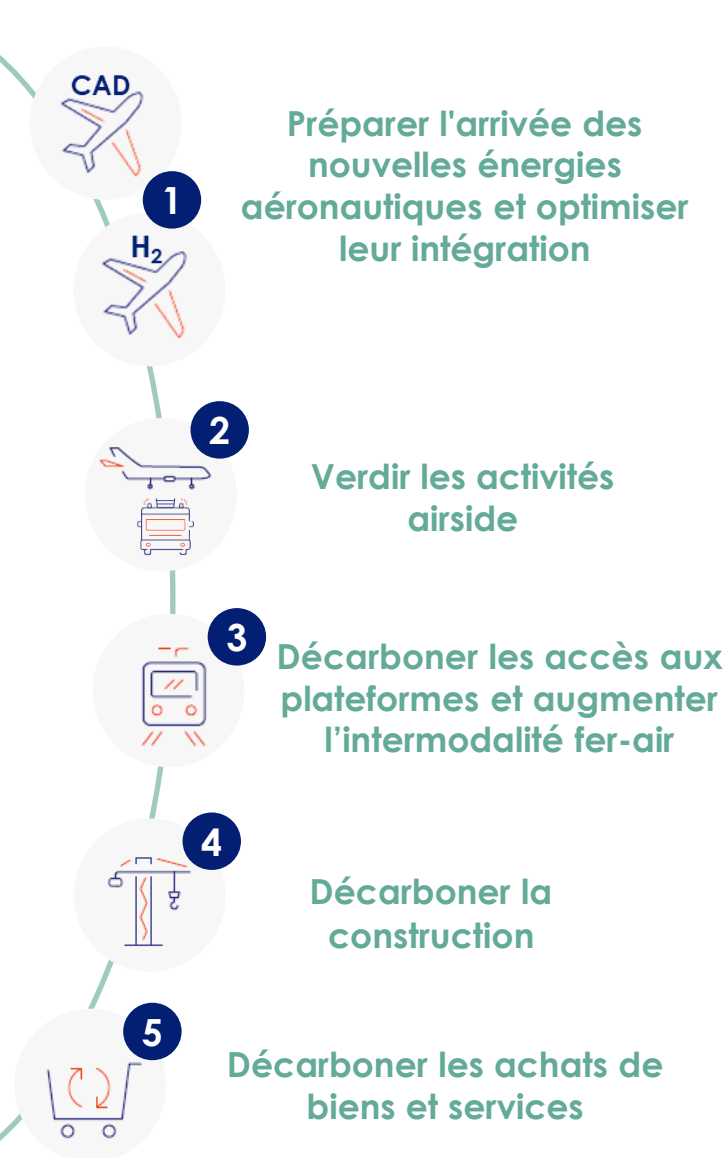 CAD
1
Préparer l'arrivée des
nouvelles énergies
aéronautiques et optimiser
leur intégration
H₂
2
Verdir les activités
airside
3
Décarboner les accès aux
plateformes et augmenter
l’intermodalité fer-air
4
Décarboner la
construction
5
Décarboner les achats de
biens et services